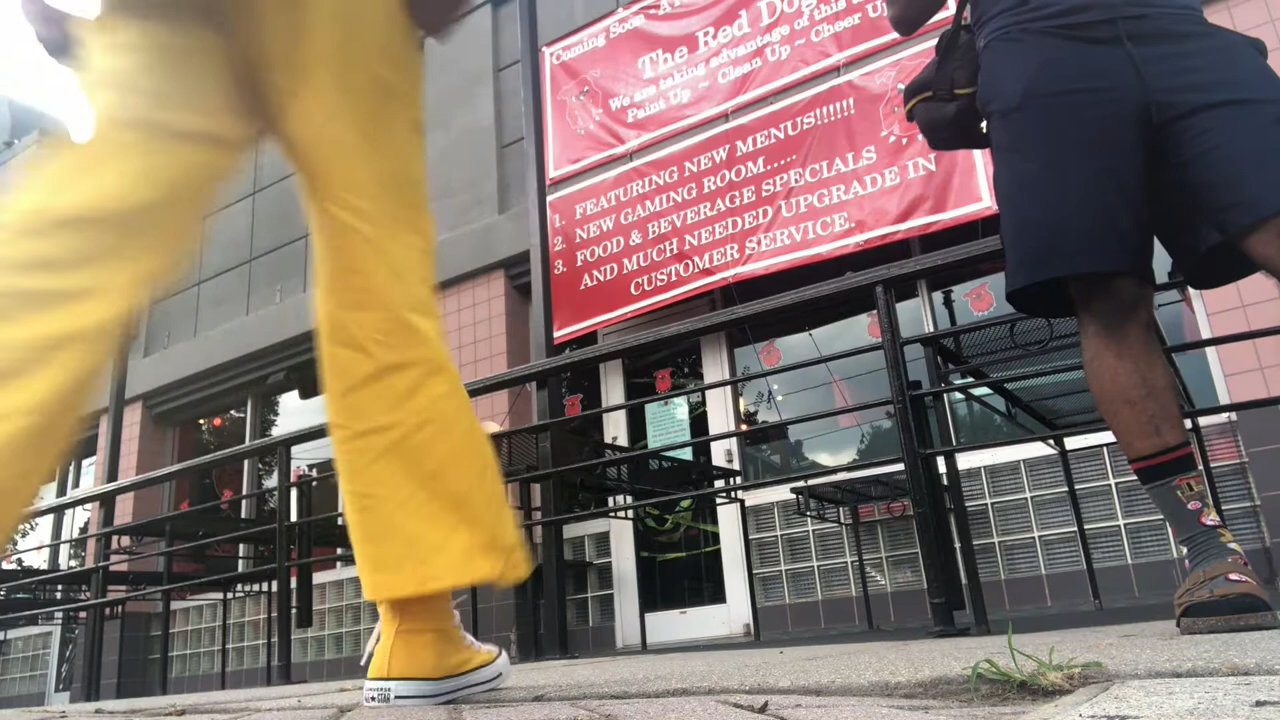 Coming Soon
The Red Dog
We are taking advantage of this
Paint Up ~ Clean Up ~ Cheer Up
1. FEATURING NEW MENUS!!!!!!
2. NEW GAMING ROOM.....
3. FOOD & BEVERAGE SPECIALS
AND MUCH NEEDED UPGRADE IN
CUSTOMER SERVICE.
CONVERSE
ALL★STAR